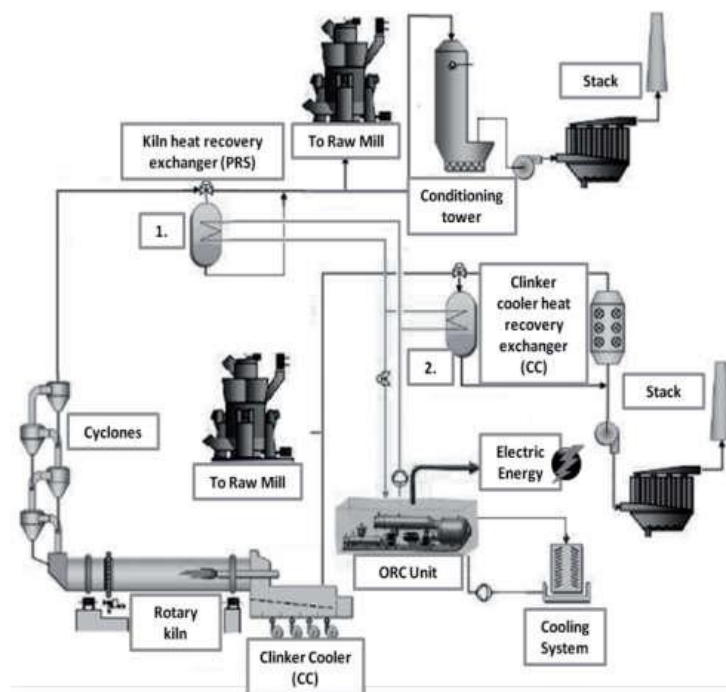 Stack
Kiln heat recovery
exchanger (PRS)
To Raw Mill
Conditioning
tower
1.
Clinker
cooler heat
recovery
exchanger
(CC)
2.
Stack
Cyclones
To Raw Mill
Electric
Energy
ORC Unit
Rotary
kiln
Cooling
System
Clinker Cooler
(CC)